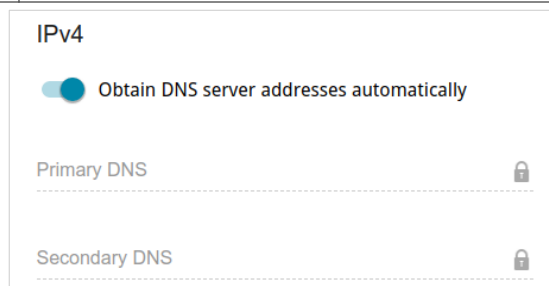 IPv4
Obtain DNS server addresses automatically
Primary DNS
Secondary DNS